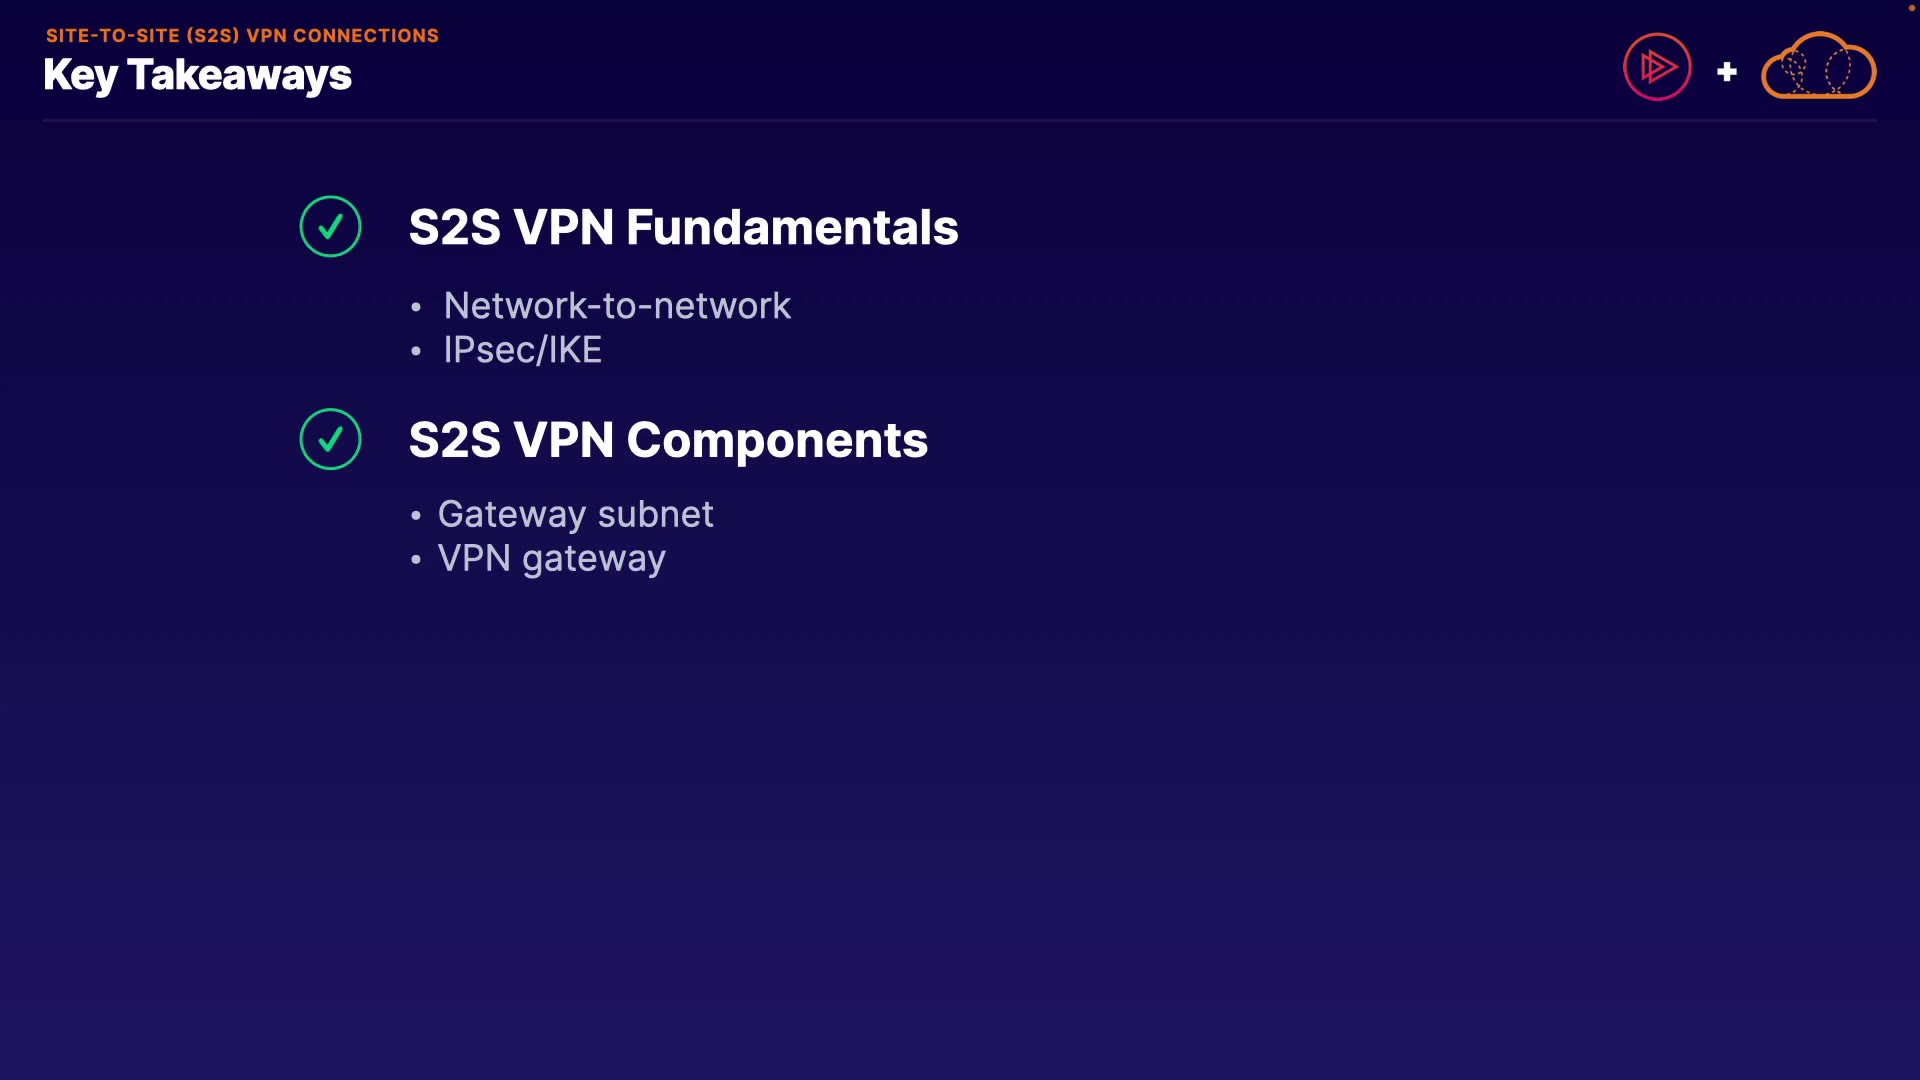 SITE-TO-SITE (S2S) VPN CONNECTIONS
Key Takeaways
S2S VPN Fundamentals
• Network-to-network
• IPsec/IKE
S2S VPN Components
• Gateway subnet
• VPN gateway